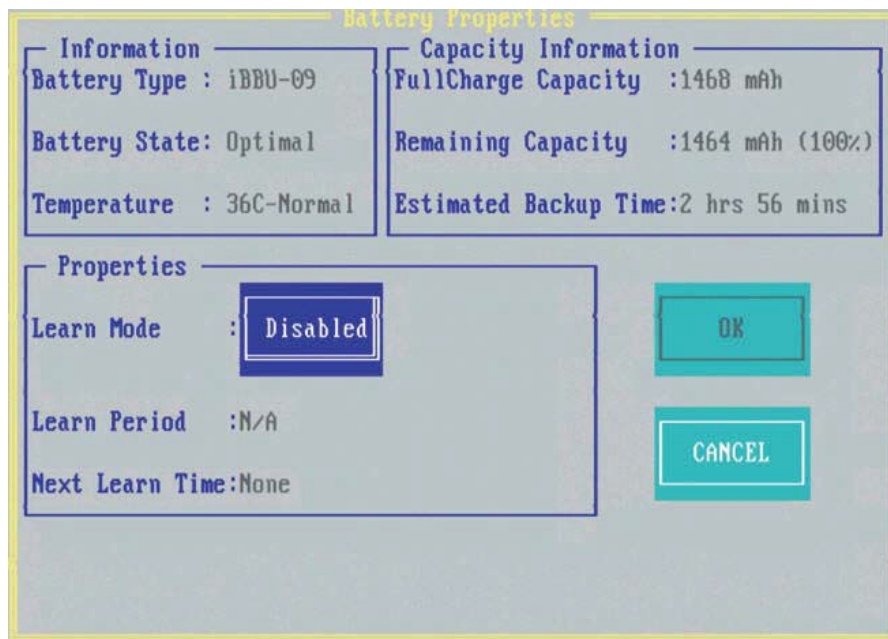 Battery Properties
Information
Battery Type : iBBU-09
Battery State: Optimal
Temperature : 36C-Normal
Capacity Information
FullCharge Capacity :1468 mAh
Remaining Capacity :1464 mAh (100%)
Estimated Backup Time:2 hrs 56 mins
Properties
Learn Mode : Disabled
Learn Period :N/A
Next Learn Time:None
OK
CANCEL